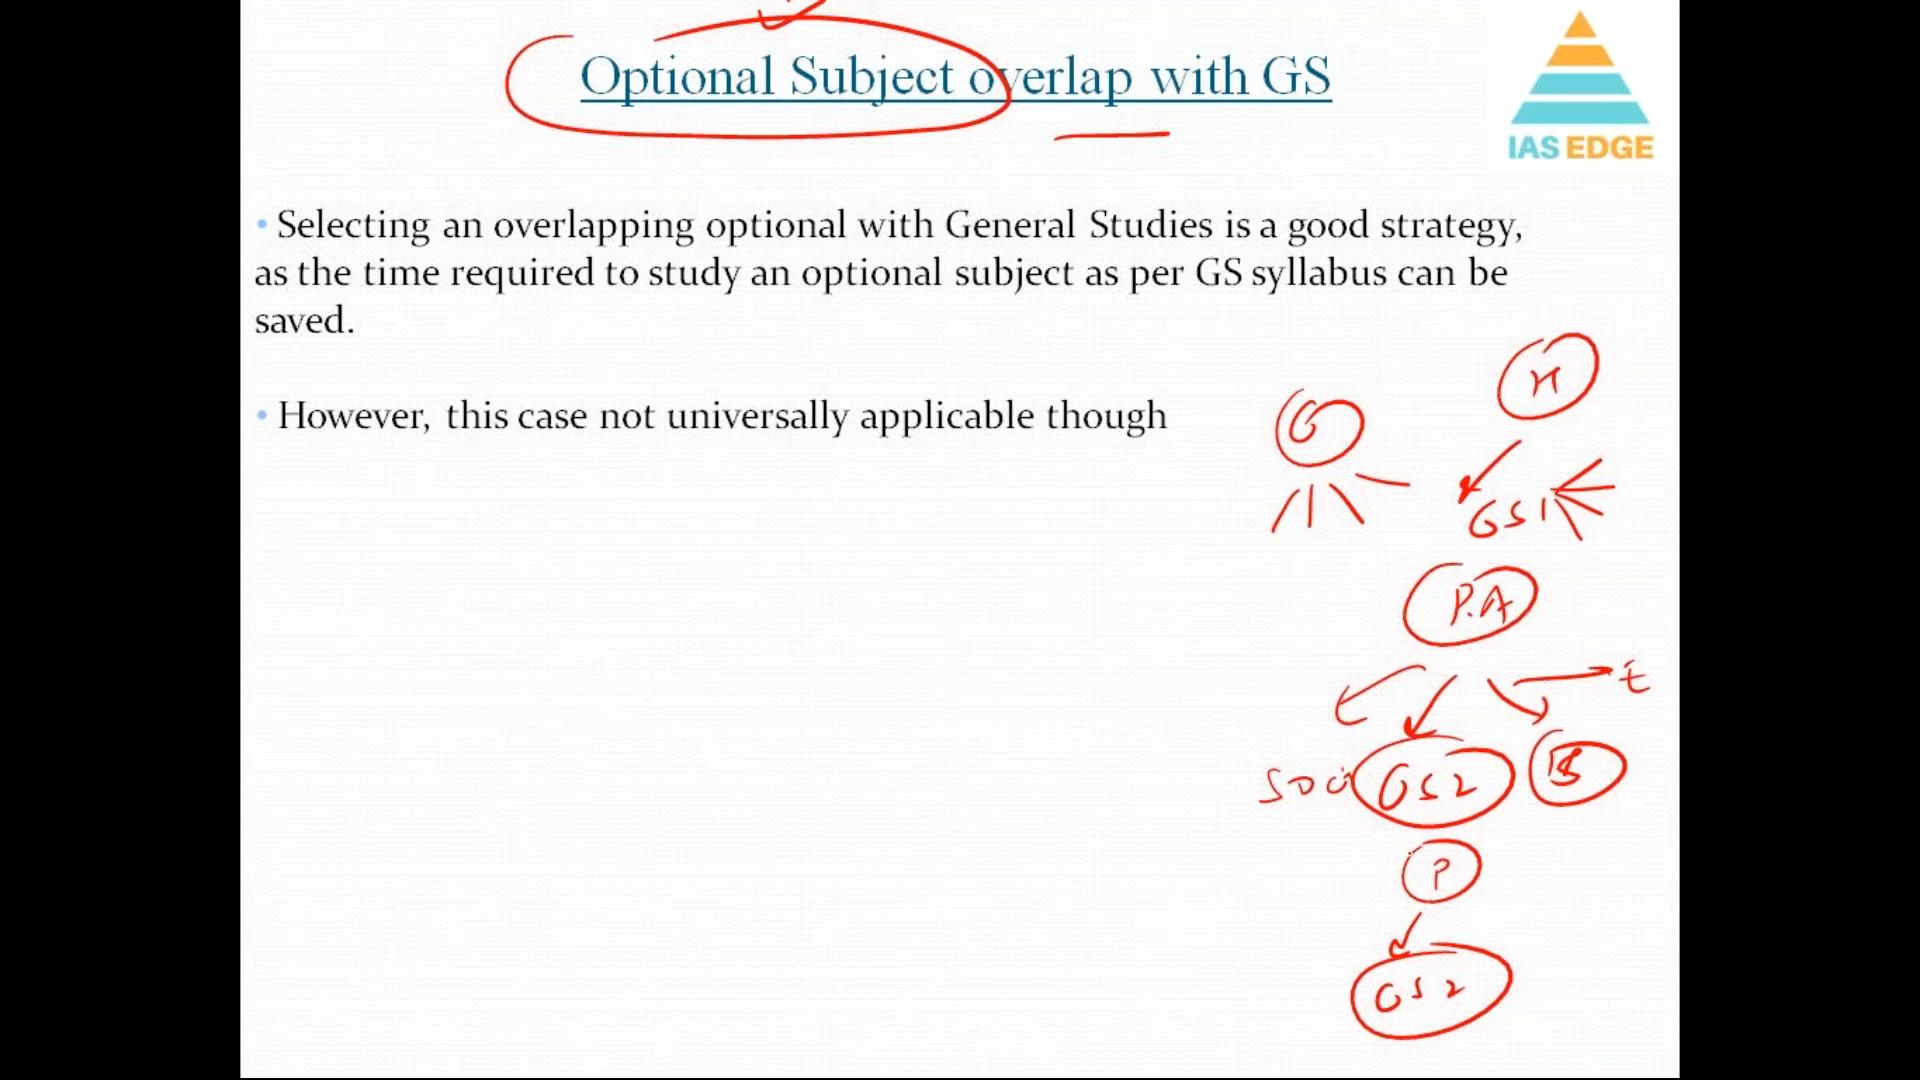 Optional Subject overlap with GS
IAS EDGE
• Selecting an overlapping optional with General Studies is a good strategy,
as the time required to study an optional subject as per GS syllabus can be
saved.
• However, this case not universally applicable though
H
G
GS1
P.A
E
GS2
P
GS2